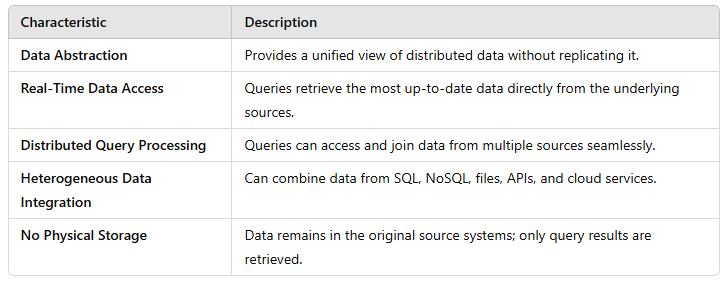 Characteristic Description
Data Abstraction Provides a unified view of distributed data without replicating it.
Real-Time Data Access Queries retrieve the most up-to-date data directly from the underlying
sources.
Distributed Query Processing Queries can access and join data from multiple sources seamlessly.
Heterogeneous Data Can combine data from SQL, NoSQL, files, APIs, and cloud services.
Integration
No Physical Storage Data remains in the original source systems; only query results are
retrieved.